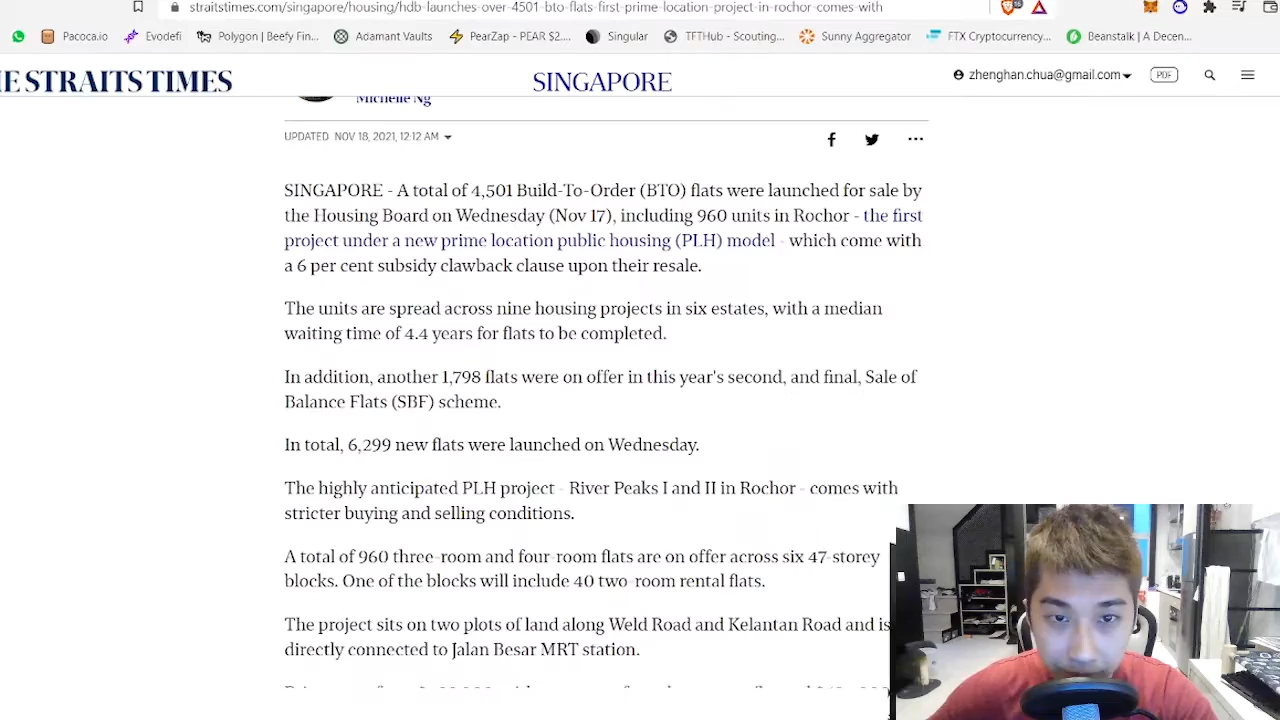 straitstimes.com/singapore/housing/hdb-launches-over-4501-bto-flats-first-prime-location-project-in-rochor-comes-with
Pacoca.io Evodefi Polygon | Beefy Fin... Adamant Vaults PearZap - PEAR $2.... Singular TFTHub - Scouting... Sunny Aggregator FTX Cryptocurrency... Beanstalk | A Decen...
E STRAITS TIMES SINGAPORE zhenghan.chua@gmail.com PDF
Michelle Ng
UPDATED NOV 18, 2021, 12:12 AM
SINGAPORE - A total of 4,501 Build-To-Order (BTO) flats were launched for sale by
the Housing Board on Wednesday (Nov 17), including 960 units in Rochor - the first
project under a new prime location public housing (PLH) model - which come with
a 6 per cent subsidy clawback clause upon their resale.
The units are spread across nine housing projects in six estates, with a median
waiting time of 4.4 years for flats to be completed.
In addition, another 1,798 flats were on offer in this year's second, and final, Sale of
Balance Flats (SBF) scheme.
In total, 6,299 new flats were launched on Wednesday.
The highly anticipated PLH project - River Peaks I and II in Rochor - comes with
stricter buying and selling conditions.
A total of 960 three-room and four-room flats are on offer across six 47-storey
blocks. One of the blocks will include 40 two-room rental flats.
The project sits on two plots of land along Weld Road and Kelantan Road and is
directly connected to Jalan Besar MRT station.